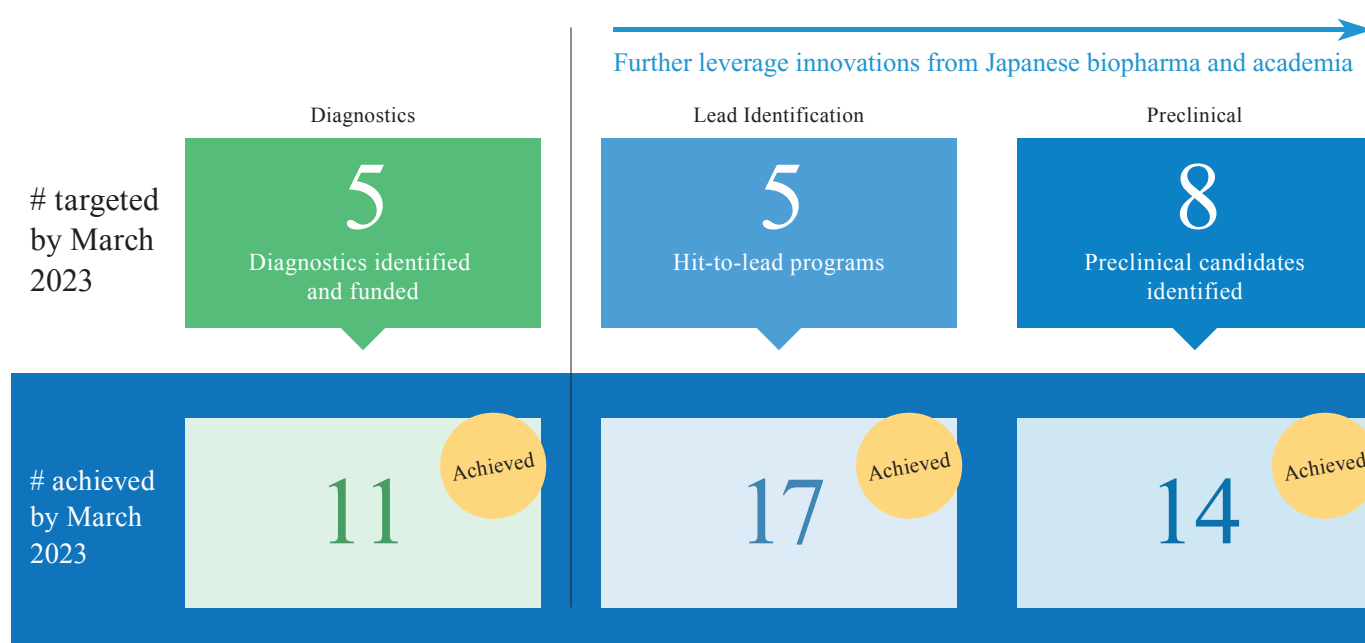 Further leverage innovations from Japanese biopharma and academia
Diagnostics
Lead Identification
Preclinical
# targeted
by March
2023
5
Diagnostics identified
and funded
5
Hit-to-lead programs
8
Preclinical candidates
identified
# achieved
by March
2023
11
Achieved
17
Achieved
14
Achieved